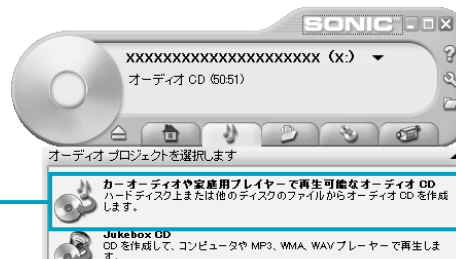 SONIC
XXXXXXXXXXXXXXXXXXXXX (X:)
オーディオ CD (50:51)
オーディオ プロジェクトを選択します
カーオーディオや家庭用プレイヤーで再生可能なオーディオ CD
ハードディスク上または他のディスクのファイルからオーディオ CD を作成
します。
Jukebox CD
CD を作成して、コンピュータや MP3、WMA、WAV プレーヤーで再生しま
す。